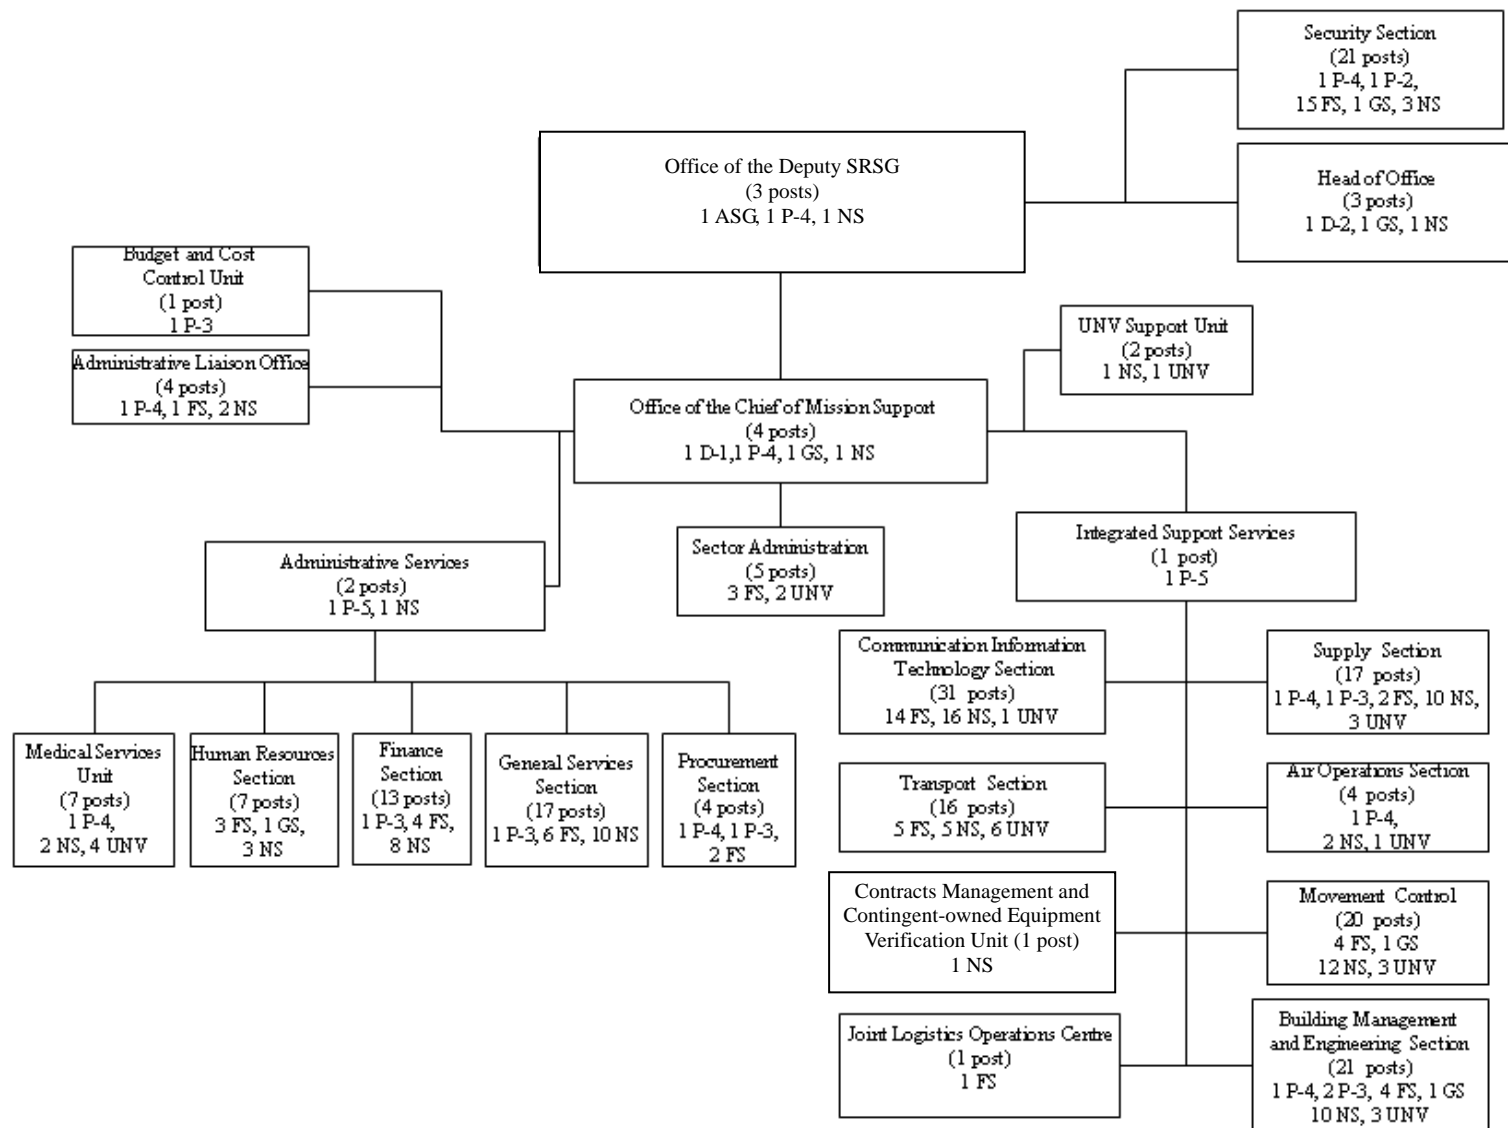 Security Section
(21 posts)
1 P-4, 1 P-2,
15 FS, 1 GS, 3 NS
Office of the Deputy SRSG
(3 posts)
1 ASG, 1 P-4, 1 NS
Head of Office
(3 posts)
1 D-2, 1 GS, 1 NS
Budget and Cost
Control Unit
(1 post)
1 P-3
Administrative Liaison Office
(4 posts)
1 P-4, 1 FS, 2 NS
UNV Support Unit
(2 posts)
1 NS, 1 UNV
Office of the Chief of Mission Support
(4 posts)
1 D-1,1 P-4, 1 GS, 1 NS
Administrative Services
(2 posts)
1 P-5, 1 NS
Sector Administration
(5 posts)
3 FS, 2 UNV
Integrated Support Services
(1 post)
1 P-5
Medical Services
Unit
(7 posts)
1 P-4,
2 NS, 4 UNV
Human Resources
Section
(7 posts)
3 FS, 1 GS,
3 NS
Finance
Section
(13 posts)
1 P-3, 4 FS,
8 NS
General Services
Section
(17 posts)
1 P-3, 6 FS, 10 NS
Procurement
Section
(4 posts)
1 P-4, 1 P-3,
2 FS
Communication Information
Technology Section
(31 posts)
14 FS, 16 NS, 1 UNV
Supply Section
(17 posts)
1 P-4, 1 P-3, 2 FS, 10 NS,
3 UNV
Transport Section
(16 posts)
5 FS, 5 NS, 6 UNV
Air Operations Section
(4 posts)
1 P-4,
2 NS, 1 UNV
Contracts Management and
Contingent-owned Equipment
Verification Unit (1 post)
1 NS
Movement Control
(20 posts)
4 FS, 1 GS
12 NS, 3 UNV
Joint Logistics Operations Centre
(1 post)
1 FS
Building Management
and Engineering Section
(21 posts)
1 P-4, 2 P-3, 4 FS, 1 GS
10 NS, 3 UNV